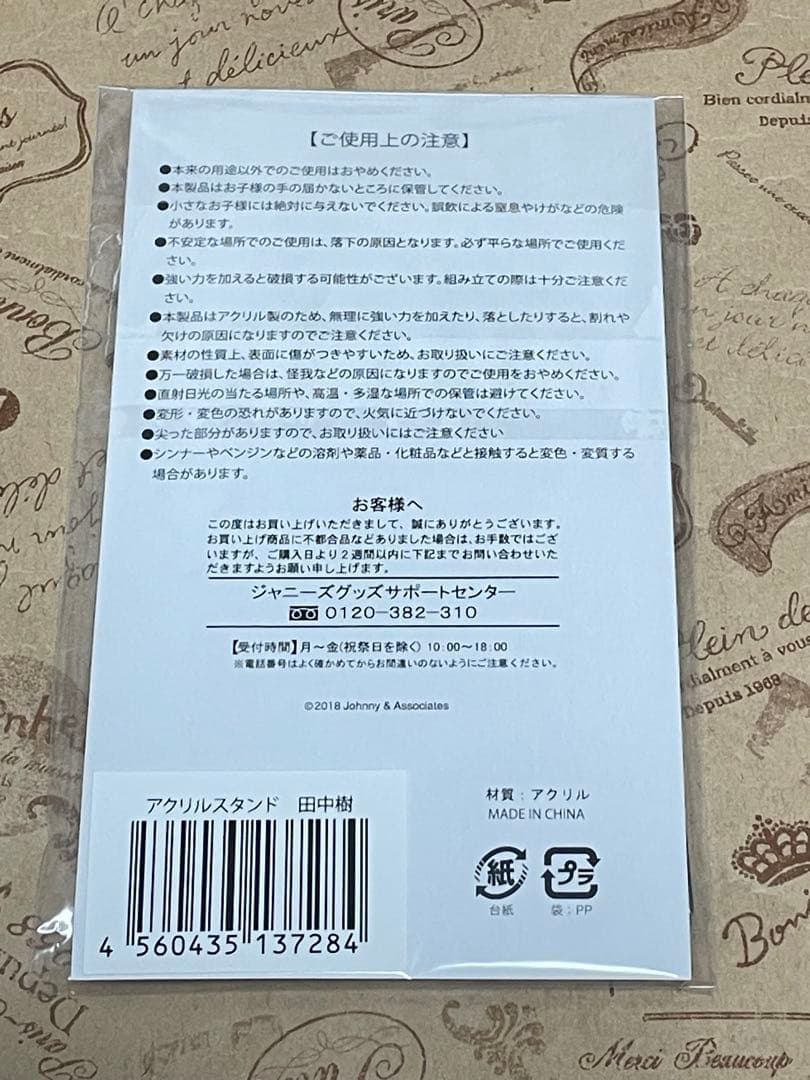 O' chac
un jour nouve
et délicieux
Paris
Amicalement
Bien cordialm
Depui
journée!
【ご使用上の注意】
●本来の用途以外でのご使用はおやめください。
●本製品はお子様の手の届かないところに保管してください。
●小さなお子様には絶対に与えないでください。誤飲による窒息やけがなどの危険
があります。
●不安定な場所でのご使用は、落下の原因となります。必ず平らな場所でご使用くだ
さい。
●強い力を加えると破損する可能性がございます。組み立ての際は十分ご注意くださ
い。
●本製品はアクリル製のため、無理に強い力を加えたり、落としたりすると、割れや
欠けの原因になりますのでご注意ください。
●素材の性質上、表面に傷がつきやすいため、お取り扱いにご注意ください。
●万一破損した場合は、怪我などの原因になりますのでご使用をおやめください。
●直射日光の当たる場所や、高温・多湿な場所での保管は避けてください。
●変形・変色の恐れがありますので、火気に近づけないでください。
●尖った部分がありますので、お取り扱いにはご注意ください
●シンナーやベンジンなどの溶剤や薬品・化粧品などと接触すると変色・変質する
場合があります。
お客様へ
この度はお買い上げいただきまして、誠にありがとうございます。
お買い上げ商品に不都合品などありました場合は、お手数ではござ
いますが、ご購入日より2週間以内に下記までお問い合わせいた
だきますようお願い申し上げます。
ジャニーズグッズサポートセンター
0120-382-310
【受付時間】月~金(祝祭日を除く) 10:00~18:00
※電話番号はよく確かめてからお間違いのないようにご注意ください。
©2018 Johnny & Associates
アクリルスタンド 田中樹
4 560435 137284
材質:アクリル
MADE IN CHINA
紙
プラ
台紙
袋:PP
Plein de
dialment à vous
Depuis 1968
Merci Beaucoup